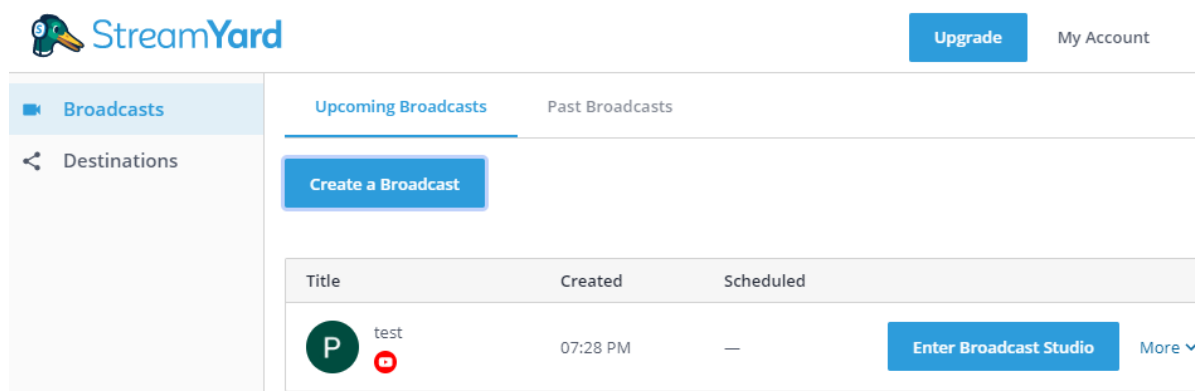 StreamYard
Upgrade
My Account
Broadcasts
Destinations
Upcoming Broadcasts
Past Broadcasts
Create a Broadcast
Title Created Scheduled
P
test
07:28 PM
—
Enter Broadcast Studio
More